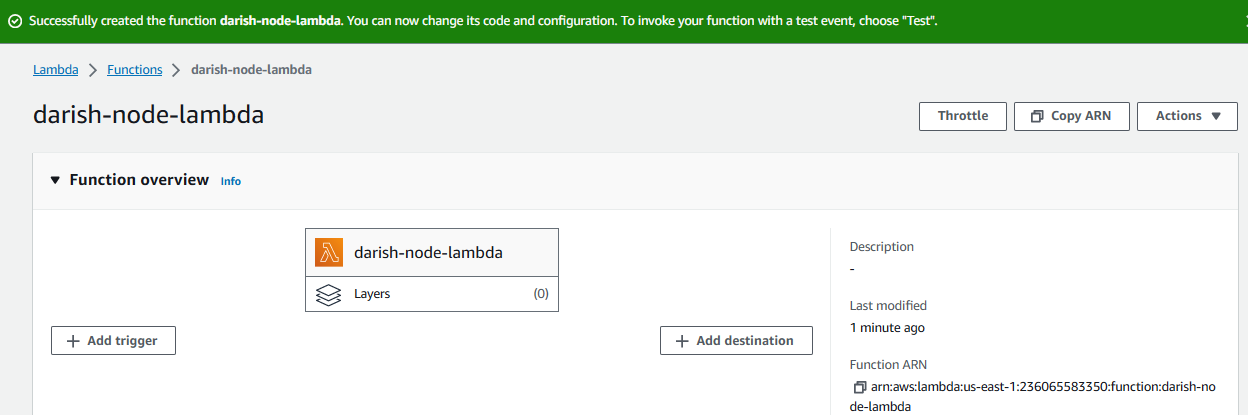 Successfully created the function darish-node-lambda. You can now change its code and configuration. To invoke your function with a test event, choose "Test".
Lambda > Functions > darish-node-lambda
darish-node-lambda
Throttle
Copy ARN
Actions
Function overview Info
darish-node-lambda
Layers (0)
Add trigger
Add destination
Description
-
Last modified
1 minute ago
Function ARN
arn:aws:lambda:us-east-1:236065583350:function:darish-no
de-lambda